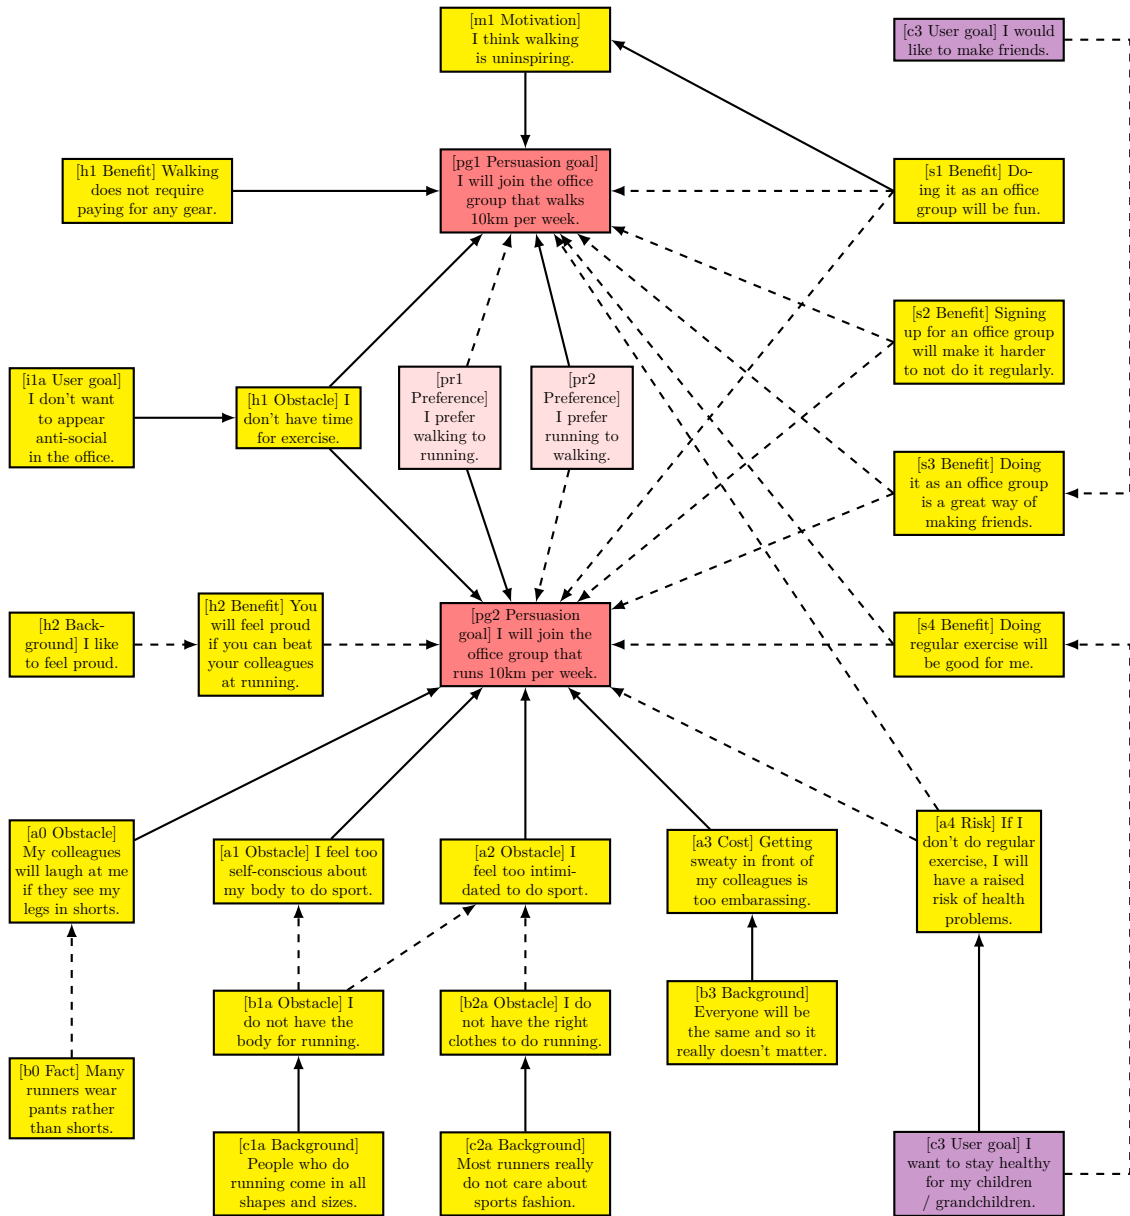 [m1 Motivation]
I think walking
is uninspiring.
[c3 User goal] I would
like to make friends.
[h1 Benefit] Walking
does not require
paying for any gear.
[pg1 Persuasion goal]
I will join the office
group that walks
10km per week.
[s1 Benefit] Do-
ing it as an office
group will be fun.
[s2 Benefit] Signing
up for an office group
will make it harder
to not do it regularly.
[i1a User goal]
I don't want
to appear
anti-social
in the office.
[h1 Obstacle] I
don't have time
for exercise.
[pr1
Preference]
I prefer
walking to
running.
[pr2
Preference]
I prefer
running to
walking.
[s3 Benefit] Doing
it as an office group
is a great way of
making friends.
[h2 Back-
ground] I like
to feel proud.
[h2 Benefit] You
will feel proud
if you can beat
your colleagues
at running.
[pg2 Persuasion
goal] I will join the
office group that
runs 10km per week.
[s4 Benefit] Doing
regular exercise will
be good for me.
[a0 Obstacle]
My colleagues
will laugh at me
if they see my
legs in shorts.
[a1 Obstacle] I feel too
self-conscious about
my body to do sport.
[a2 Obstacle] I
feel too intimi-
dated to do sport.
[a3 Cost] Getting
sweaty in front of
my colleagues is
too embarassing.
[a4 Risk] If I
don't do regular
exercise, I will
have a raised
risk of health
problems.
[b1a Obstacle] I
do not have the
body for running.
[b2a Obstacle] I do
not have the right
clothes to do running.
[b3 Background]
Everyone will be
the same and so it
really doesn't matter.
[b0 Fact] Many
runners wear
pants rather
than shorts.
[c1a Background]
People who do
running come in all
shapes and sizes.
[c2a Background]
Most runners really
do not care about
sports fashion.
[c3 User goal] I
want to stay healthy
for my children
/ grandchildren.